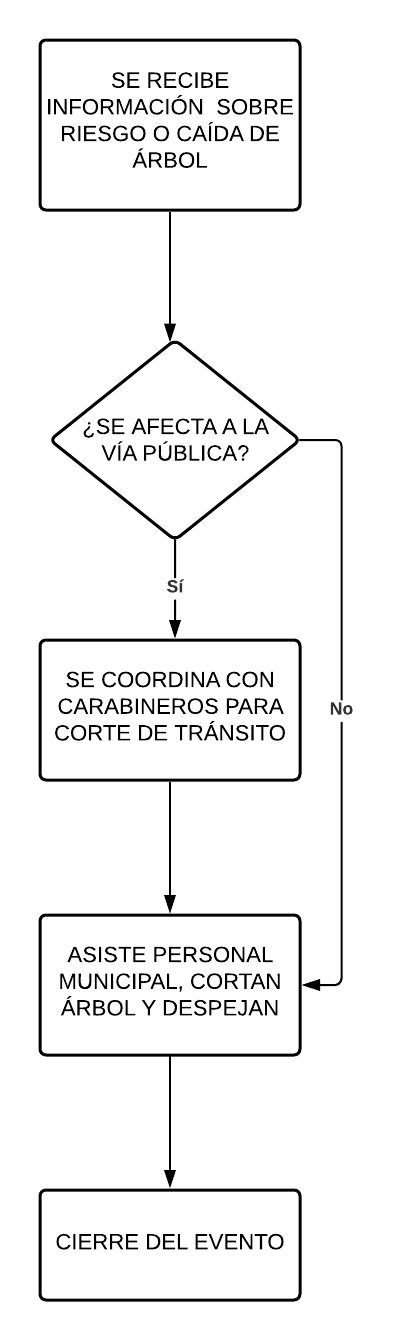 SE RECIBE
INFORMACIÓN  SOBRE
RIESGO O CAÍDA DE
ÁRBOL
¿SE AFECTA A LA
VÍA PÚBLICA?
Sí
SE COORDINA CON
CARABINEROS PARA
CORTE DE TRÁNSITO
No
ASISTE PERSONAL
MUNICIPAL, CORTAN
ÁRBOL Y DESPEJAN
CIERRE DEL EVENTO